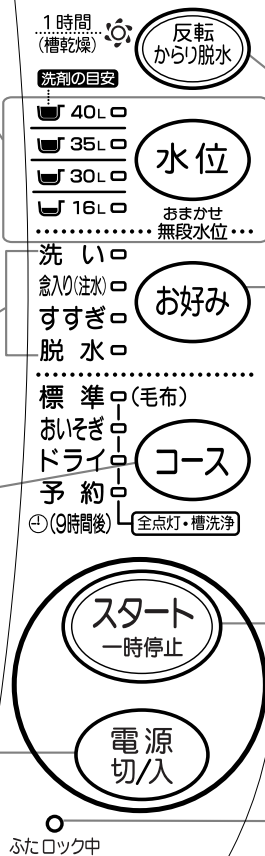 1時間
(槽乾燥)
反転
からり脱水
洗剤の目安
40L
35L
30L
16L
水位
おまかせ
無段水位
洗い
念入り(注水)
すすぎ
脱水
お好み
標準(毛布)
おいそぎ
ドライ
予約
(9時間後)
コース
全点灯・槽洗浄
スタート
一時停止
電源
切/入
ふたロック中